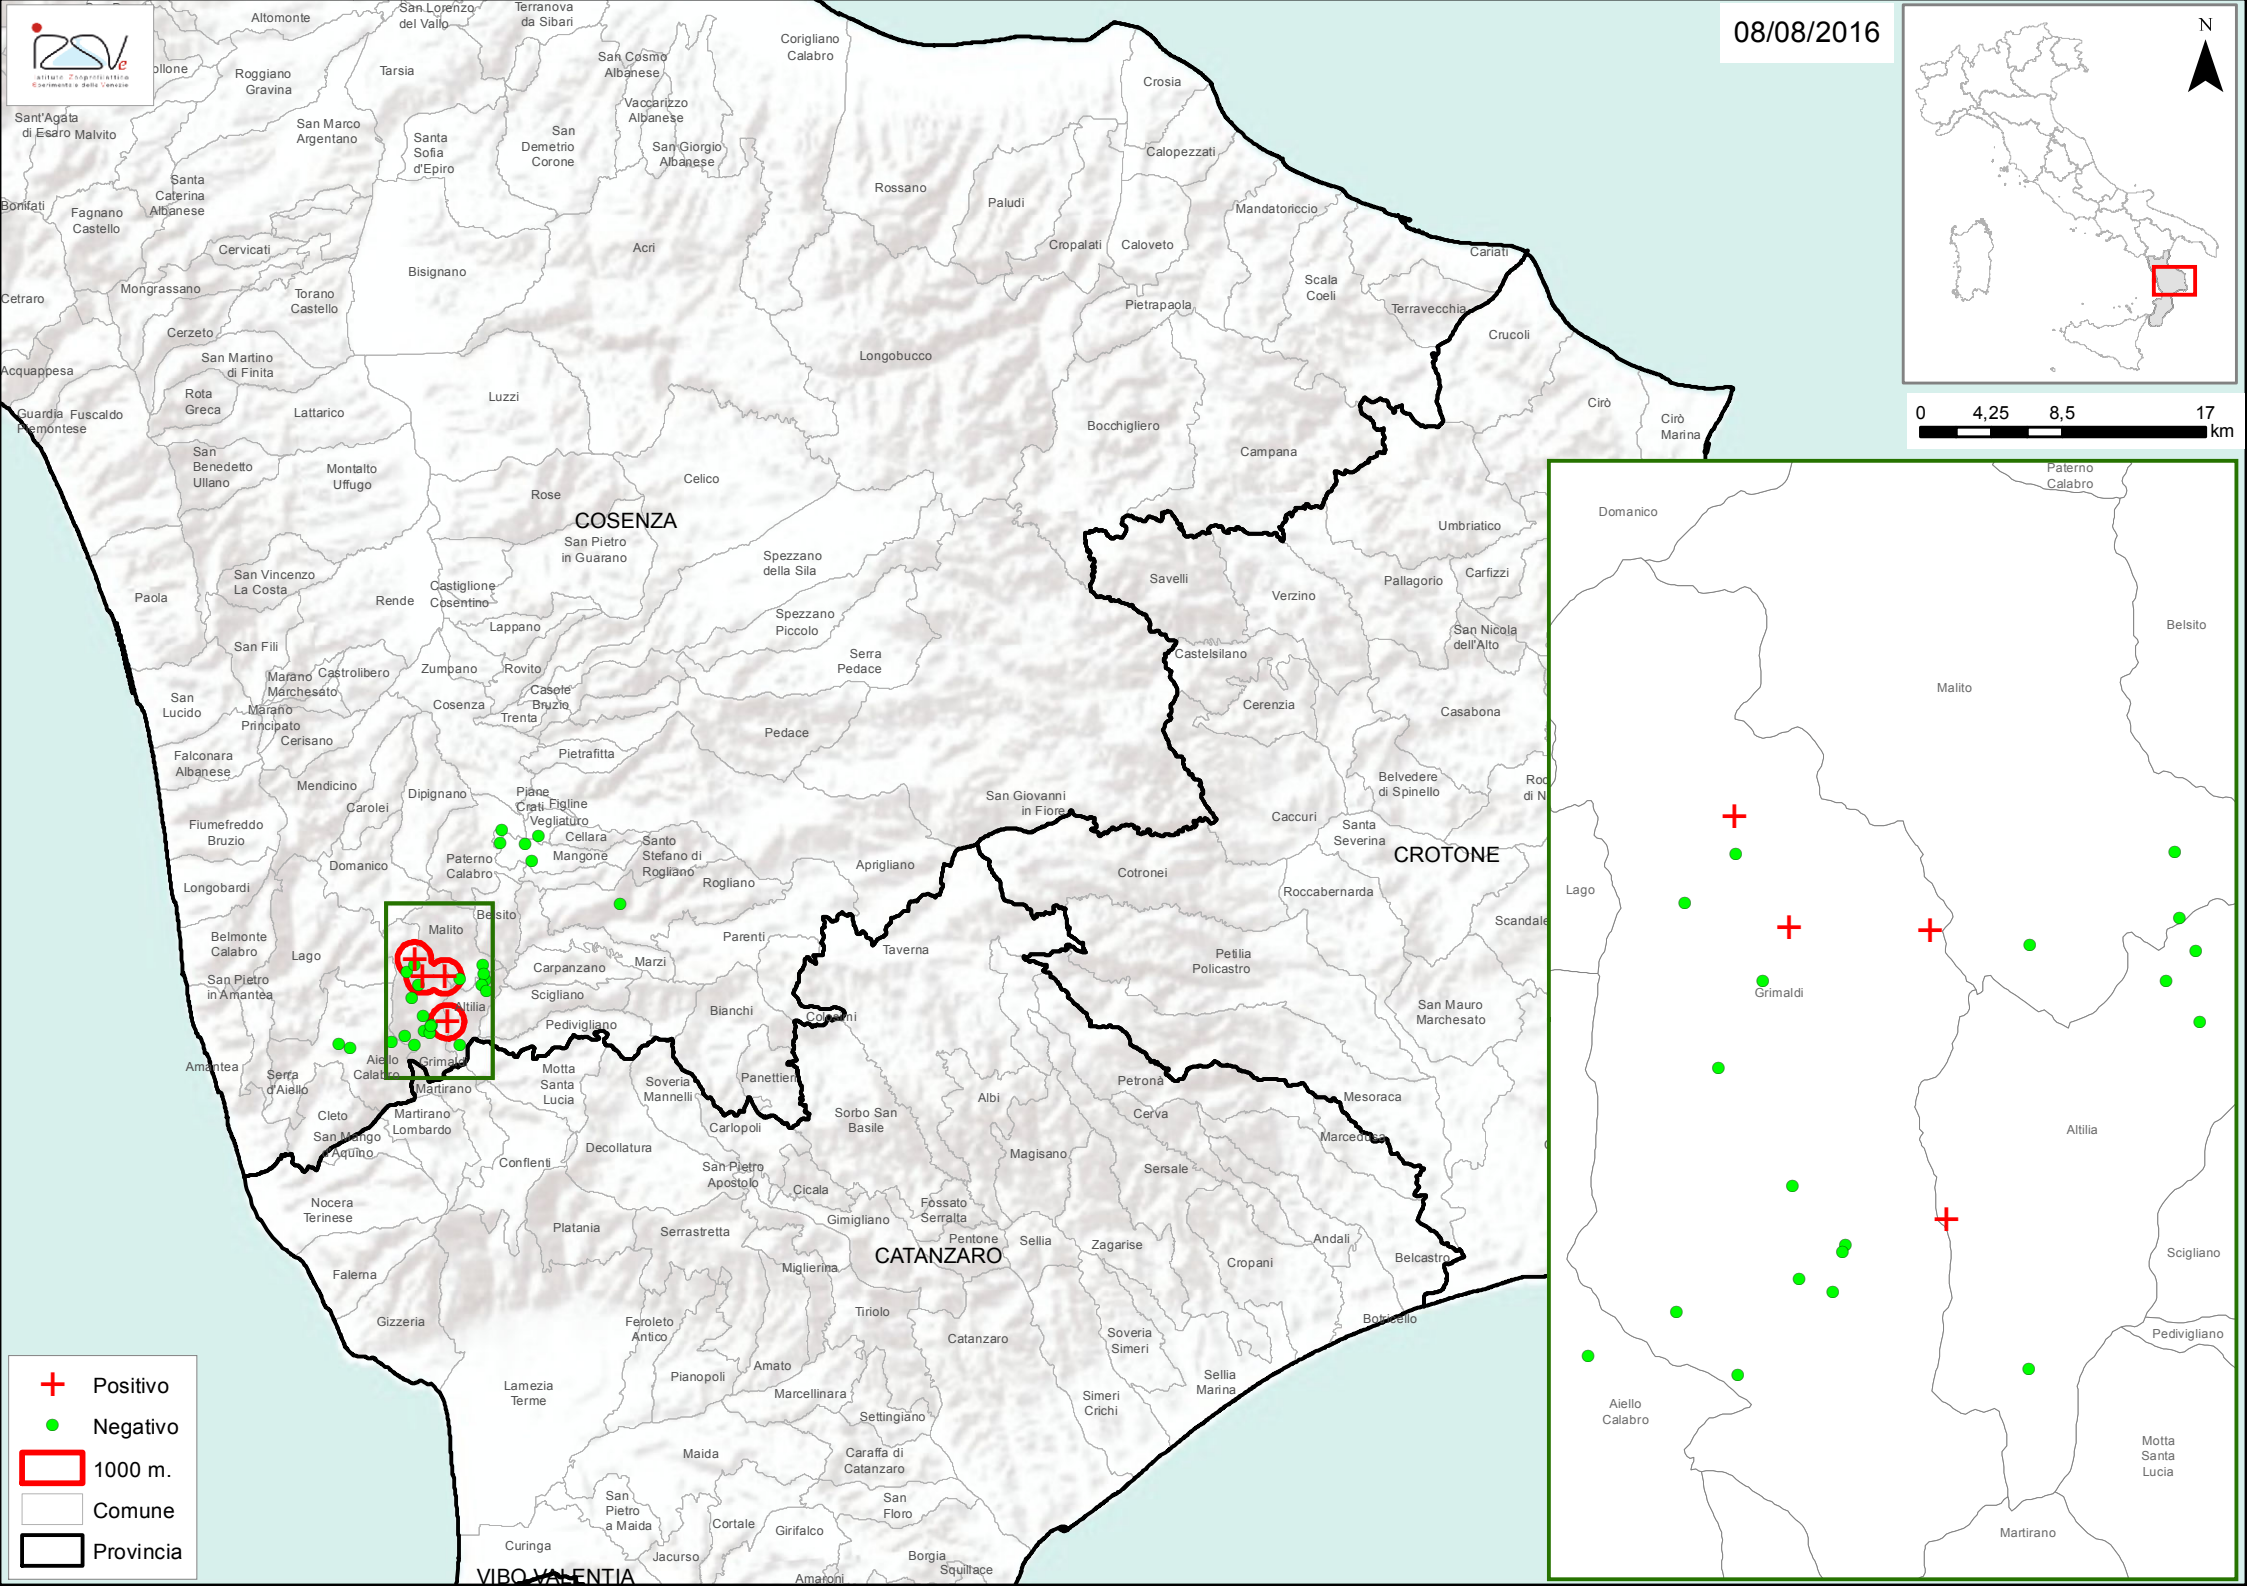 Altomonte
San Lorenzo
del Vallo
Terranova
da Sibari
Corigliano
Calabro
08/08/2016
N
ollone
Roggiano
Gravina
Tarsia
San Cosmo
Albanese
Crosia
Vaccarizzo
Albanese
Sant'Agata
di Esaro
Malvito
San Marco
Argentano
Santa
Sofia
d'Epiro
San
Demetrio
Corone
San Giorgio
Albanese
Calopezzati
Santa
Caterina
Albanese
Rossano
Paludi
Mandatoriccio
Bonifati
Fagnano
Castello
Cervicati
Acri
Cropalati
Caloveto
Cariati
Bisignano
Cetraro
Mongrassano
Torano
Castello
Pietrapaola
Scala
Coeli
Terravecchia
Cerzeto
Crucoli
San Martino
di Finita
Longobucco
Acquappesa
Rota
Greca
Luzzi
Cirò
Guardia
Piemontese
Fuscaldo
Lattarico
Cirò
Marina
0 4,25 8,5 17
km
Bocchigliero
Campana
San
Benedetto
Ullano
Montalto
Uffugo
Celico
Rose
COSENZA
Umbriatico
San Pietro
in Guarano
Spezzano
della Sila
San Vincenzo
La Costa
Castiglione
Cosentino
Savelli
Pallagorio
Carfizzi
Paola
Rende
Verzino
Spezzano
Piccolo
Lappano
San Nicola
dell'Alto
San Fili
Castelsilano
Serra
Pedace
Marano
Marchesato
Castrolibero
Zumpano
Rovito
San
Lucido
Casole
Bruzio
Cosenza
Trenta
Cerenzia
Casabona
Marano
Principato
Cerisano
Pedace
Falconara
Albanese
Pietrafitta
Mendicino
Belvedere
di Spinello
Roc
di N
Dipignano
Piane
Crati
Figline
Vegliaturo
San Giovanni
in Fiore
Carolei
Caccuri
Fiumefreddo
Bruzio
Cellara
Santo
Stefano di
Rogliano
Santa
Severina
CROTONE
Domanico
Paterno
Calabro
Mangone
Aprigliano
Cotronei
Longobardi
Rogliano
Roccabernarda
Belsito
Scandale
Malito
Belmonte
Calabro
Lago
Parenti
Taverna
Petilia
Policastro
Marzi
Carpanzano
San Pietro
in Amantea
Scigliano
Altilia
Bianchi
Colosimi
San Mauro
Marchesato
Pedivigliano
Amantea
Serra
d'Aiello
Aiello
Calabro
Grimaldi
Martirano
Motta
Santa
Lucia
Soveria
Mannelli
Panettieri
Petronà
Mesoraca
Albi
Cleto
Martirano
Lombardo
Sorbo San
Basile
Cerva
Carlopoli
Marcedusa
San Mango
d'Aquino
Decollatura
Magisano
Conflenti
San Pietro
Apostolo
Sersale
Cicala
Nocera
Terinese
Fossato
Serralta
Gimigliano
Platania
Serrastretta
Pentone
Sellia
Zagarise
Andali
CATANZARO
Cropani
Belcastro
Falerna
Miglierina
Gizzeria
Feroleto
Antico
Tiriolo
Botricello
Catanzaro
Soveria
Simeri
Amato
Pianopoli
Sellia
Marina
Lamezia
Terme
Marcellinara
Simeri
Crichi
Settingiano
Maida
Caraffa di
Catanzaro
San
Pietro
a Maida
San
Floro
Cortale
Girifalco
Curinga
Jacurso
Borgia
Squillace
Amaroni
VIBO VALENTIA
Positivo
Negativo
1000 m.
Comune
Provincia
Paterno
Calabro
Domanico
Belsito
Malito
Lago
Grimaldi
Altilia
Scigliano
Pedivigliano
Aiello
Calabro
Motta
Santa
Lucia
Martirano